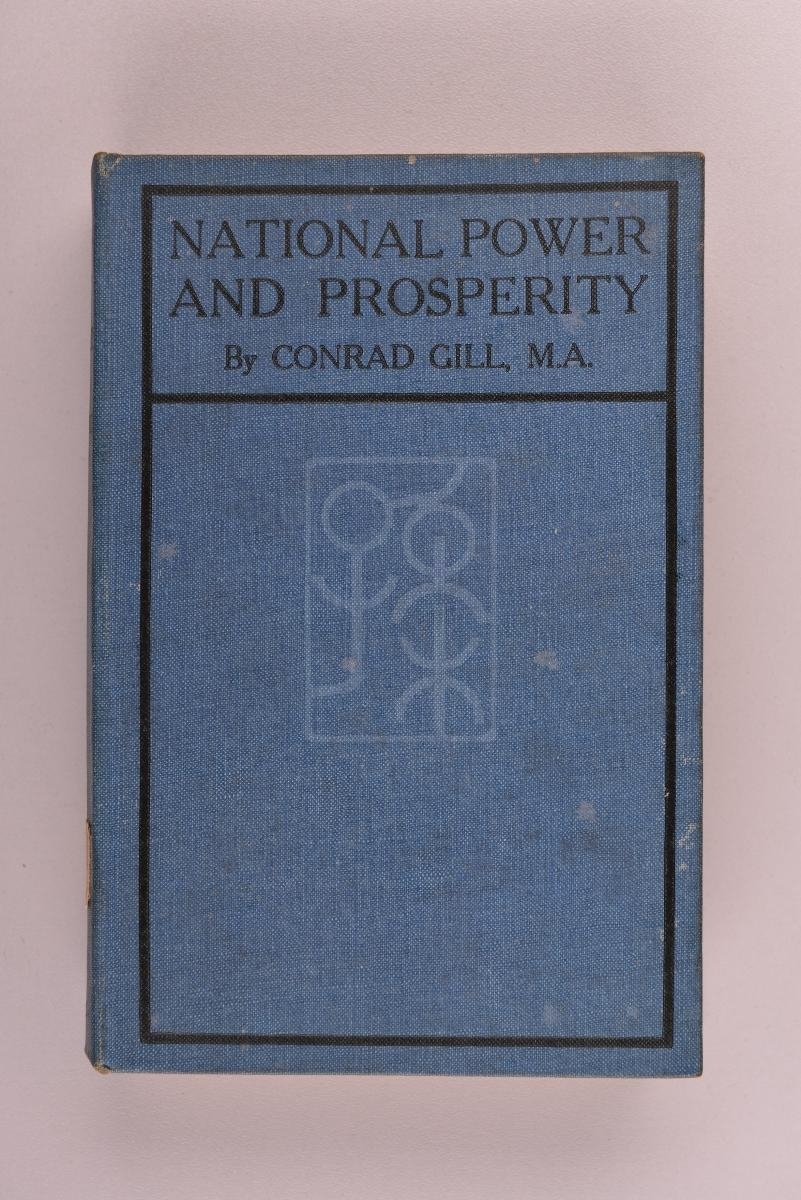 NATIONAL POWER
AND PROSPERITY
By CONRAD GILL, M.A.